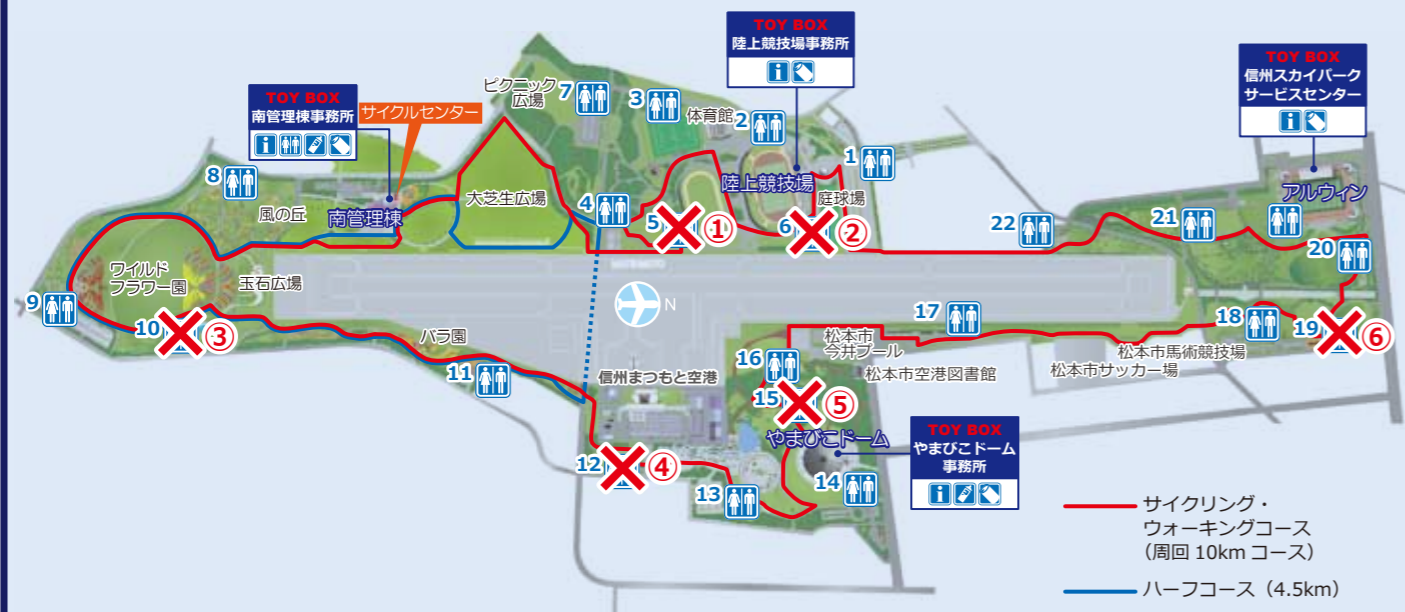 TOY BOX
南管理棟事務所
サイクルセンター
ピクニック
広場
7
3
体育館
2
TOY BOX
陸上競技場事務所
TOY BOX
信州スカイパーク
サービスセンター
8
風の丘
南管理棟
大芝生広場
4
5
①
陸上競技場
6
②
庭球場
1
22
21
アルウィン
20
9
ワイルド
フラワー園
玉石広場
10
③
バラ園
11
N
信州まつもと空港
16
松本市
今井プール
17
松本市空港図書館
松本市サッカー場
松本市馬術競技場
18
19
⑥
15
⑤
やまびこドーム
12
④
13
14
TOY BOX
やまびこドーム
事務所
サイクリング・
ウォーキングコース
（周回 10km コース）
ハーフコース（4.5km）